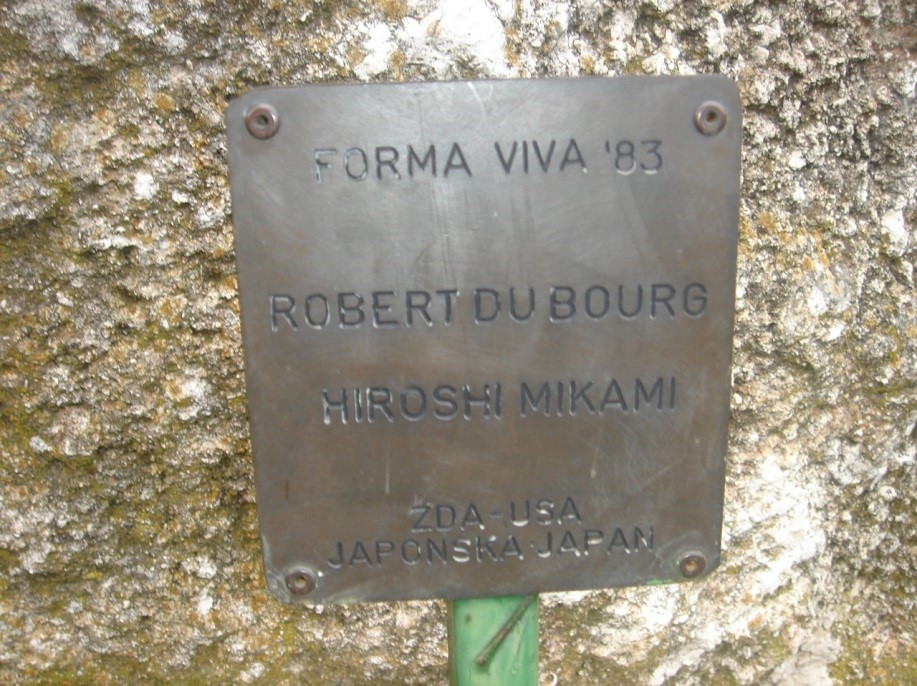 FORMA VIVA '83
ROBERT DU BOURG
HIROSHI MIKAMI
ZDA-USA
JAPONSKA-JAPAN